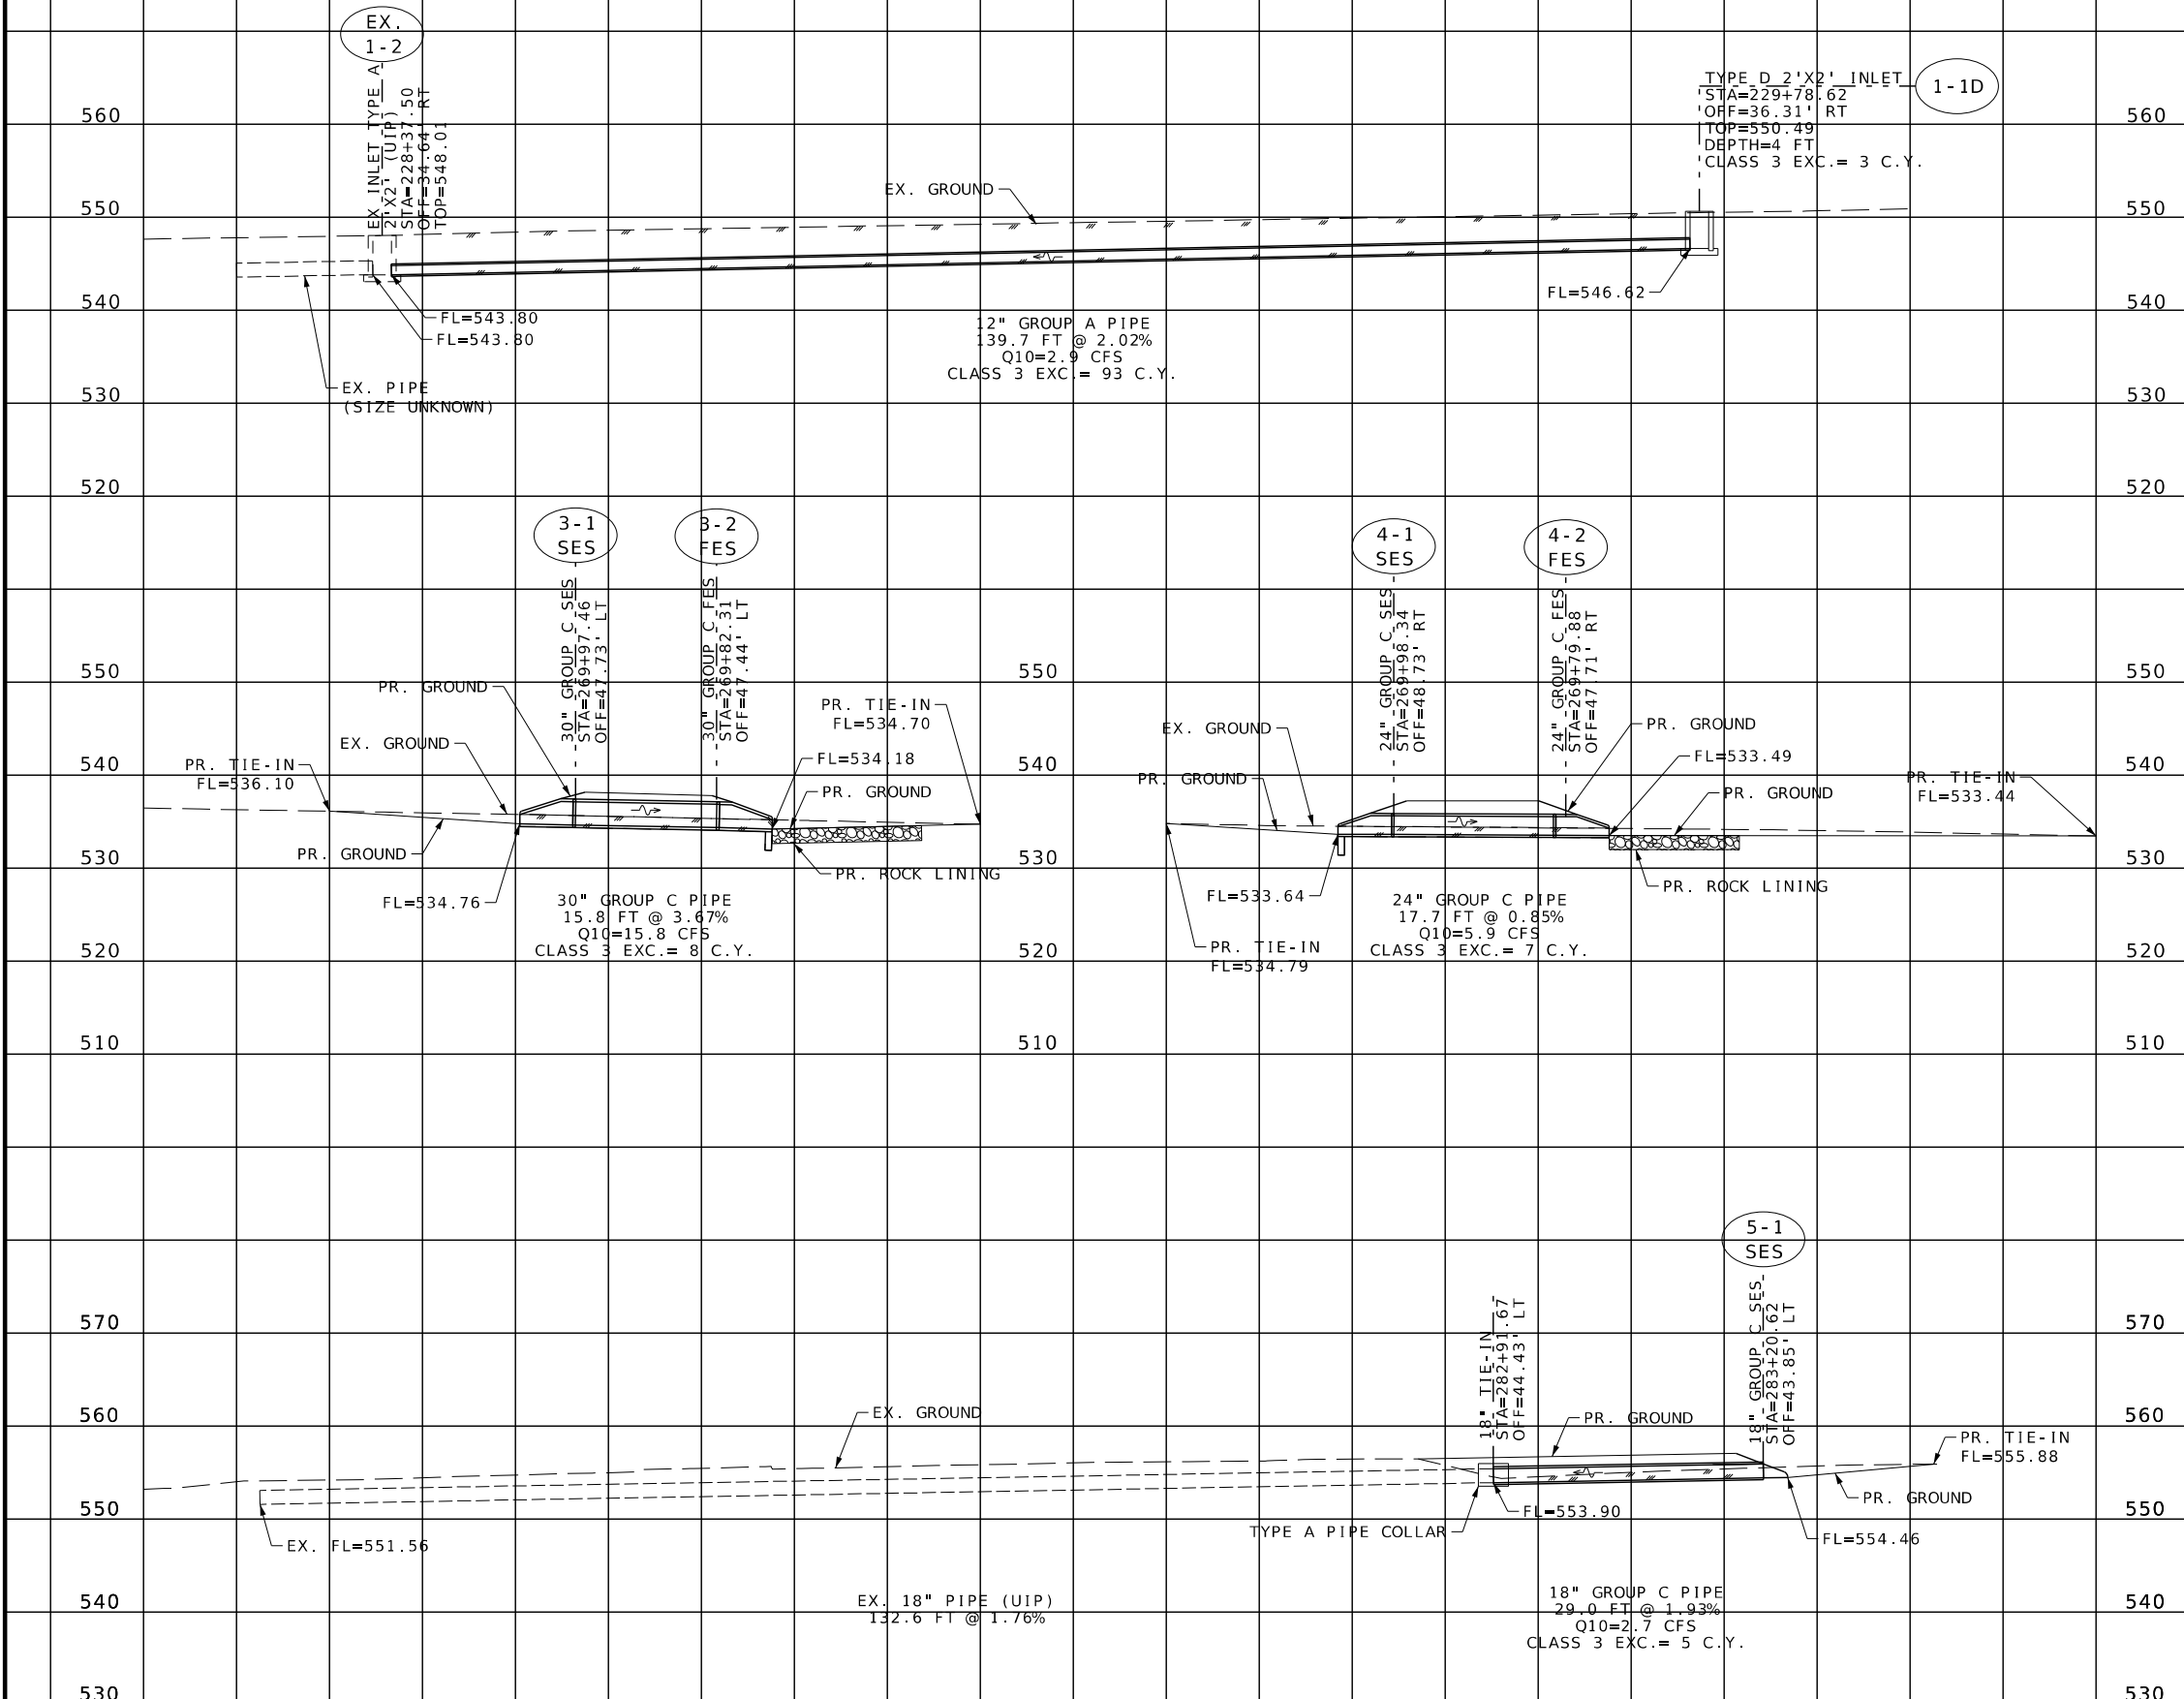 EX.
1-2
EX INLET TYPE A
2'X2' (UIP)
STA=228+37.50
OFF=34.64' RT
TOP=548.01
TYPE D 2'X2' INLET
STA=229+78.62
OFF=36.31' RT
TOP=550.49
DEPTH=4 FT
CLASS 3 EXC.= 3 C.Y.
1-1D
560
560
EX. GROUND
550
550
540
540
FL=546.62
FL=543.80
FL=543.80
12" GROUP A PIPE
139.7 FT @ 2.02%
Q10=2.9 CFS
CLASS 3 EXC.= 93 C.Y.
EX. PIPE
(SIZE UNKNOWN)
530
530
520
520
3-1
SES
3-2
FES
4-1
SES
4-2
FES
30" GROUP C SES
STA=269+97.46
OFF=47.73' LT
30" GROUP C FES
STA=269+82.31
OFF=47.44' LT
24" GROUP C SES
STA=269+98.34
OFF=48.73' RT
24" GROUP C FES
STA=269+79.88
OFF=47.71' RT
550
550
550
PR. GROUND
PR. TIE-IN
FL=534.70
EX. GROUND
PR. GROUND
EX. GROUND
FL=534.18
FL=533.49
540
540
540
PR. TIE-IN
FL=536.10
PR. GROUND
PR. GROUND
PR. GROUND
PR. TIE-IN
FL=533.44
PR. GROUND
530
530
530
PR. ROCK LINING
PR. ROCK LINING
FL=534.76
FL=533.64
30" GROUP C PIPE
15.8 FT @ 3.67%
Q10=15.8 CFS
CLASS 3 EXC.= 8 C.Y.
24" GROUP C PIPE
17.7 FT @ 0.85%
Q10=5.9 CFS
CLASS 3 EXC.= 7 C.Y.
PR. TIE-IN
FL=534.79
520
520
520
510
510
510
5-1
SES
18" TIE-IN
STA=282+91.67
OFF=44.43' LT
18" GROUP C SES
STA=283+20.62
OFF=43.85' LT
570
570
560
560
EX. GROUND
PR. GROUND
PR. TIE-IN
FL=555.88
PR. GROUND
550
550
FL=553.90
TYPE A PIPE COLLAR
FL=554.46
EX. FL=551.56
540
540
EX. 18" PIPE (UIP)
132.6 FT @ 1.76%
18" GROUP C PIPE
29.0 FT @ 1.93%
Q10=2.7 CFS
CLASS 3 EXC.= 5 C.Y.
530
530